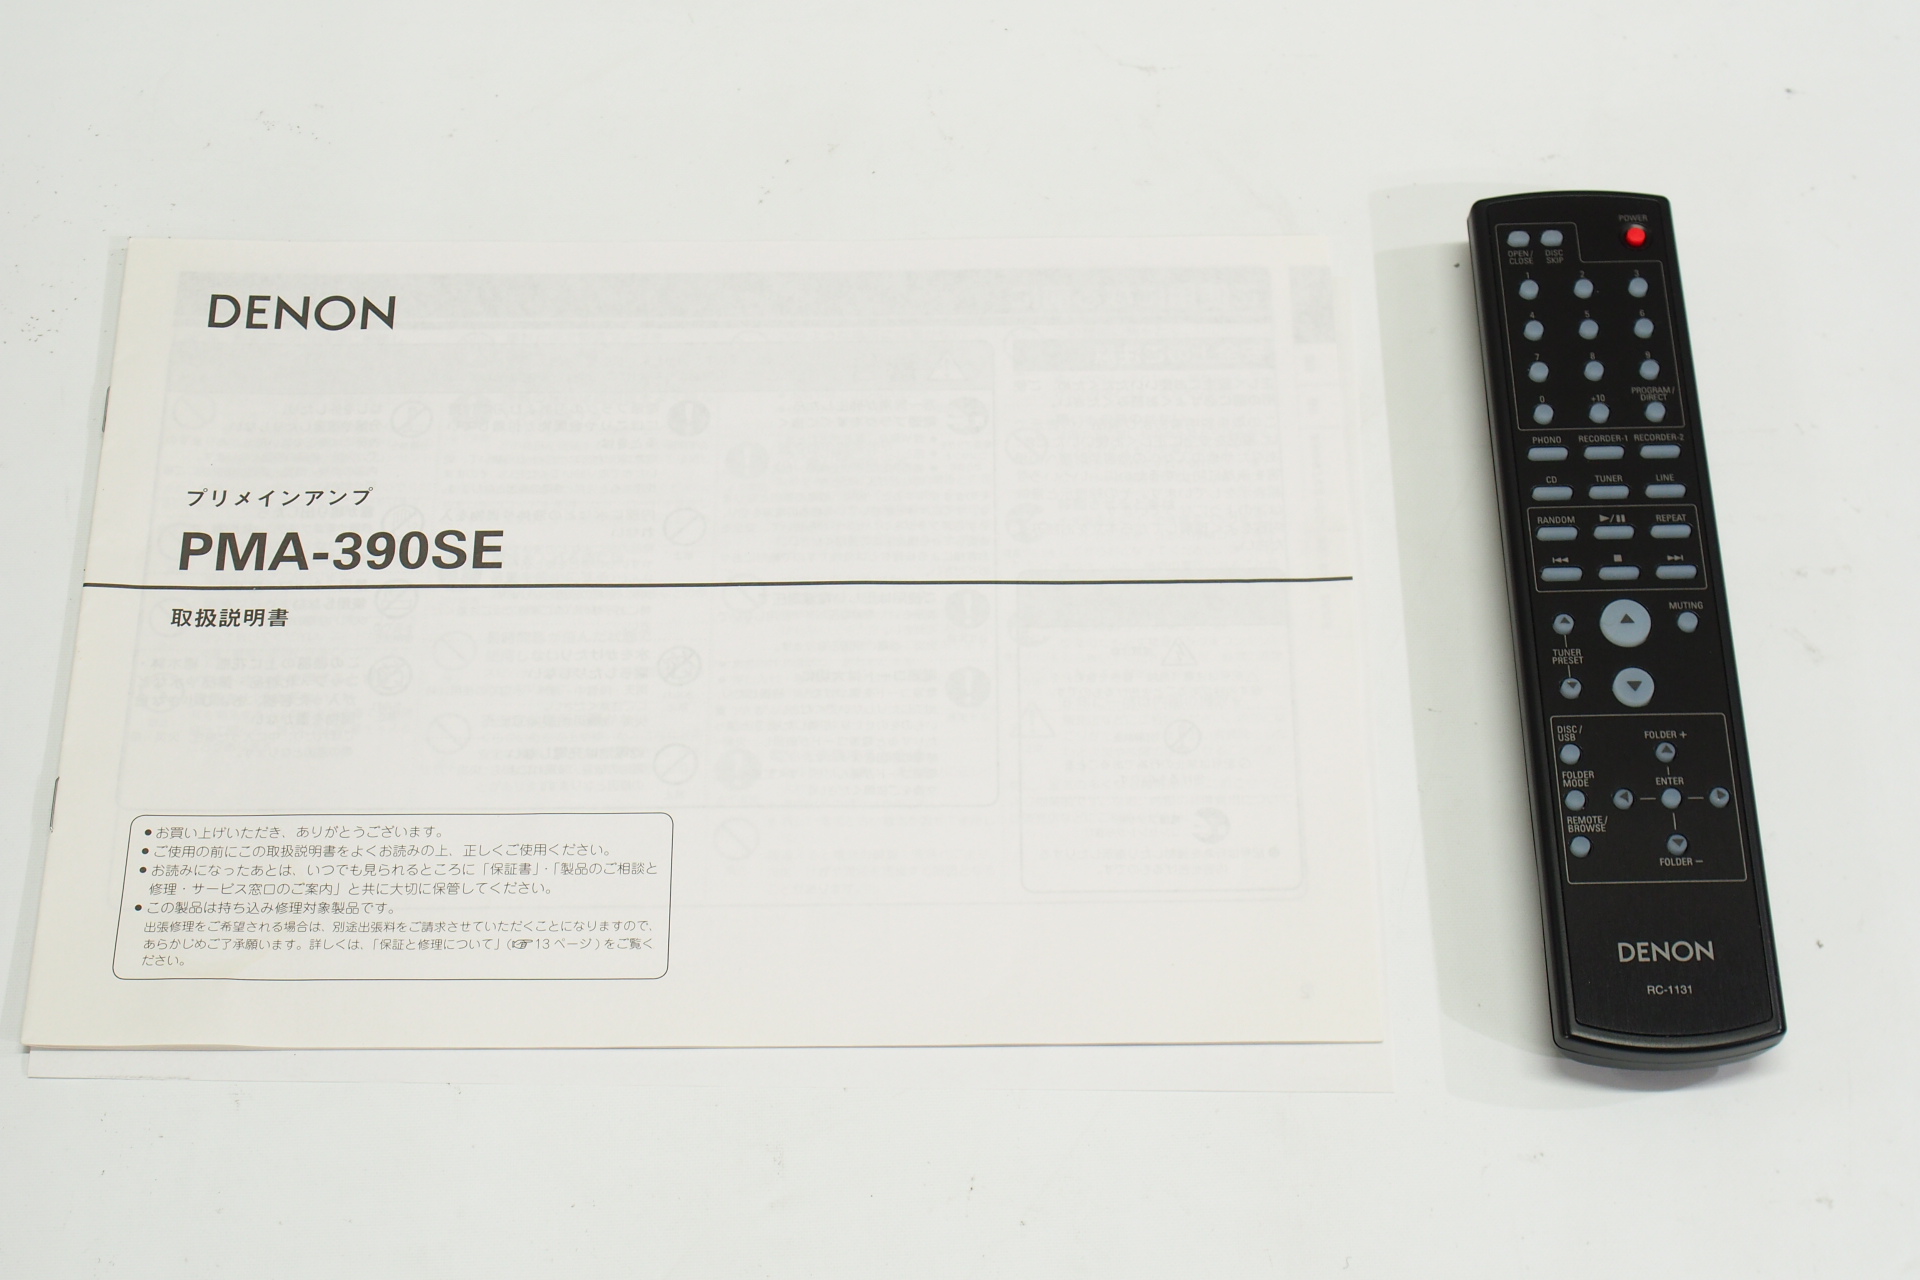 DENON
プリメインアンプ
PMA-390SE
取扱説明書
● お買い上げいただき、ありがとうございます。
● ご使用の前にこの取扱説明書をよくお読みの上、正しくご使用ください。
● お読みになったあとは、いつでも見られるところに「保証書」・「製品のご相談と
修理・サービス窓口のご案内」と共に大切に保管してください。
● この製品は持ち込み修理対象製品です。
出張修理をご希望される場合は、別途出張料をご請求させていただくことになりますので、
あらかじめご了承願います。詳しくは、「保証と修理について」(☞13 ページ) をご覧く
ださい。
POWER
OPEN/
CLOSE
DISC
SKIP
1 2 3
4 5 6
7 8 9
0 +10 PROGRAM/
DIRECT
PHONO RECORDER-1 RECORDER-2
CD TUNER LINE
RANDOM ►/❚❚ REPEAT
I◄◄ ■ ►►I
MUTING
TUNER
PRESET
DISC/
USB
FOLDER +
FOLDER
MODE
ENTER
REMOTE/
BROWSE
FOLDER −
DENON
RC-1131